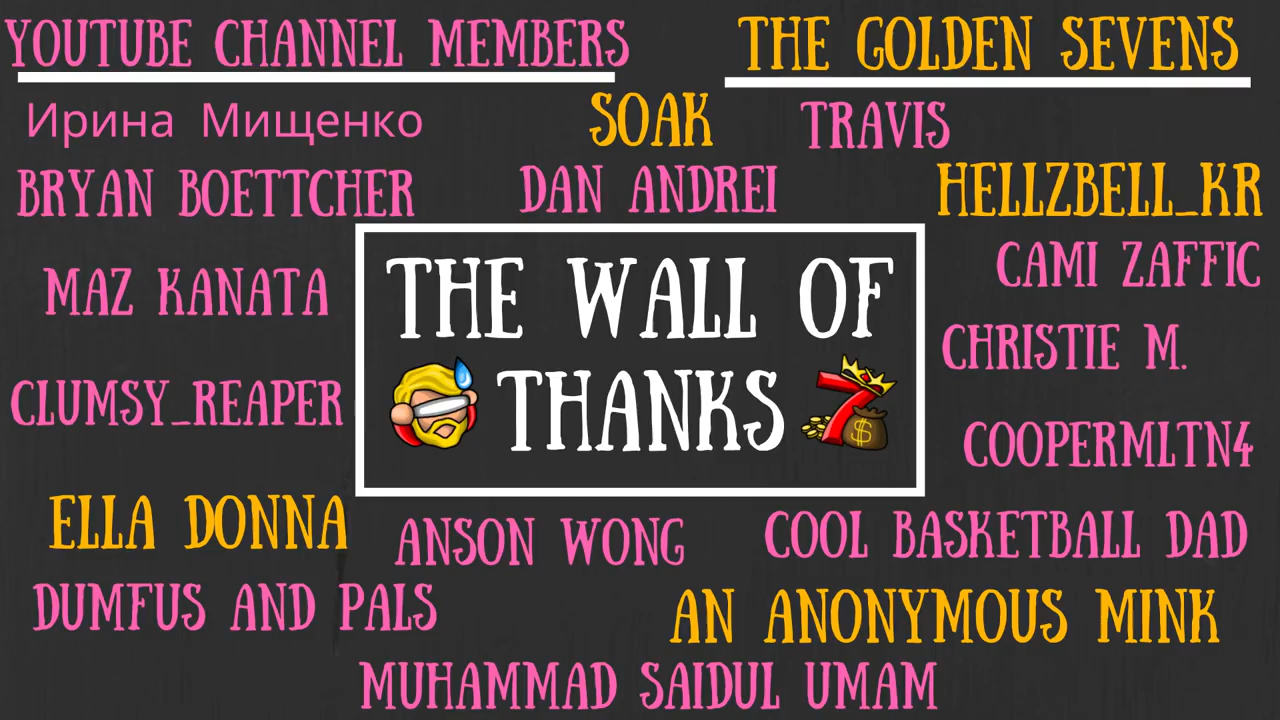 YOUTUBE CHANNEL MEMBERS
THE GOLDEN SEVENS
Ирина Мищенко
SOAK
TRAVIS
BRYAN BOETTCHER
DAN ANDREI
HELLZBELL_KR
MAZ KANATA
CAMI ZAFFIC
THE WALL OF
THANKS
7
$
CHRISTIE M.
CLUMSY_REAPER
COOPERMLTN4
ELLA DONNA
ANSON WONG
COOL BASKETBALL DAD
DUMFUS AND PALS
AN ANONYMOUS MINK
MUHAMMAD SAIDUL UMAM